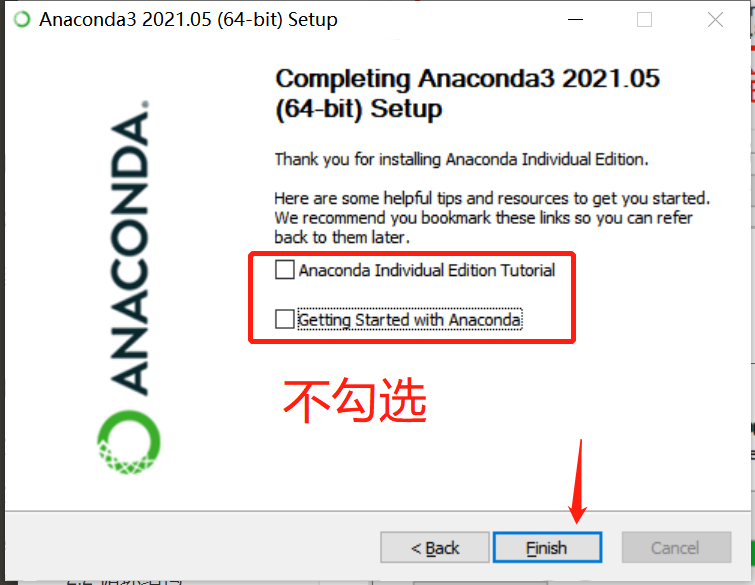 Anaconda3 2021.05 (64-bit) Setup
Completing Anaconda3 2021.05
(64-bit) Setup
Thank you for installing Anaconda Individual Edition.
Here are some helpful tips and resources to get you started.
We recommend you bookmark these links so you can refer
back to them later.
Anaconda Individual Edition Tutorial
Getting Started with Anaconda
不勾选
ANACONDA.
< Back
Finish
Cancel